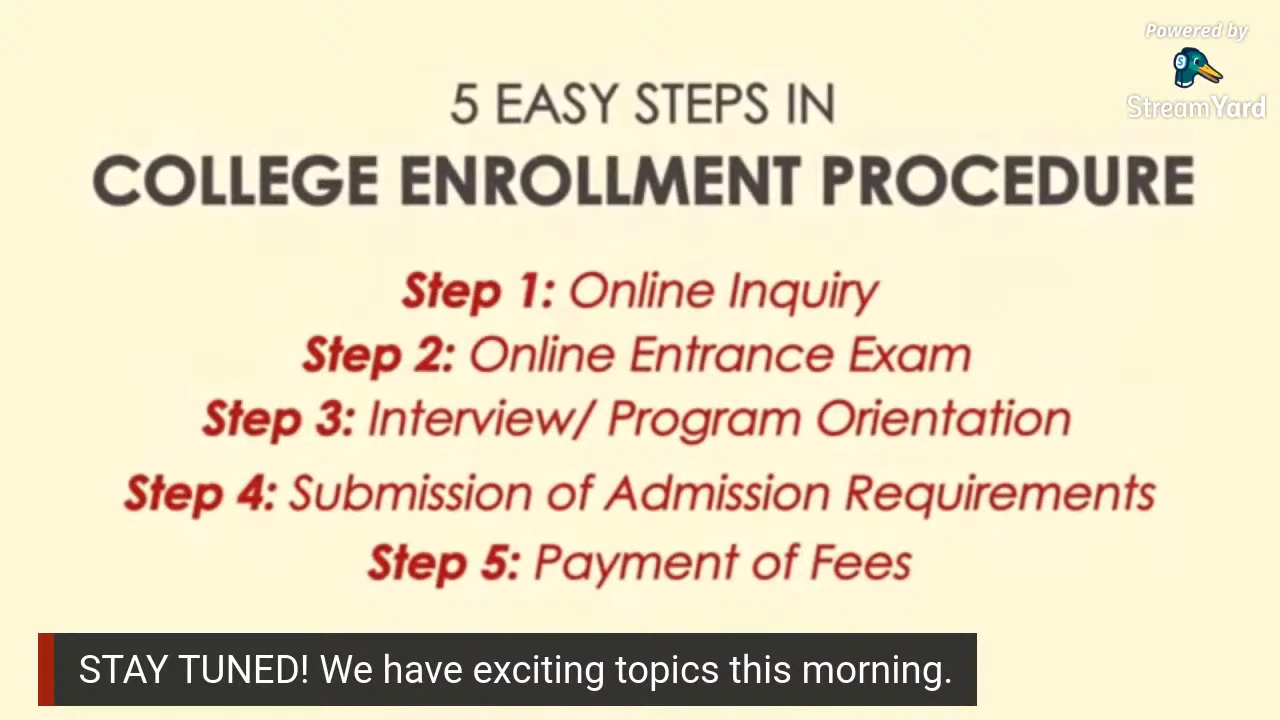 Powered by
StreamYard
5 EASY STEPS IN
COLLEGE ENROLLMENT PROCEDURE
Step 1: Online Inquiry
Step 2: Online Entrance Exam
Step 3: Interview/ Program Orientation
Step 4: Submission of Admission Requirements
Step 5: Payment of Fees
STAY TUNED! We have exciting topics this morning.